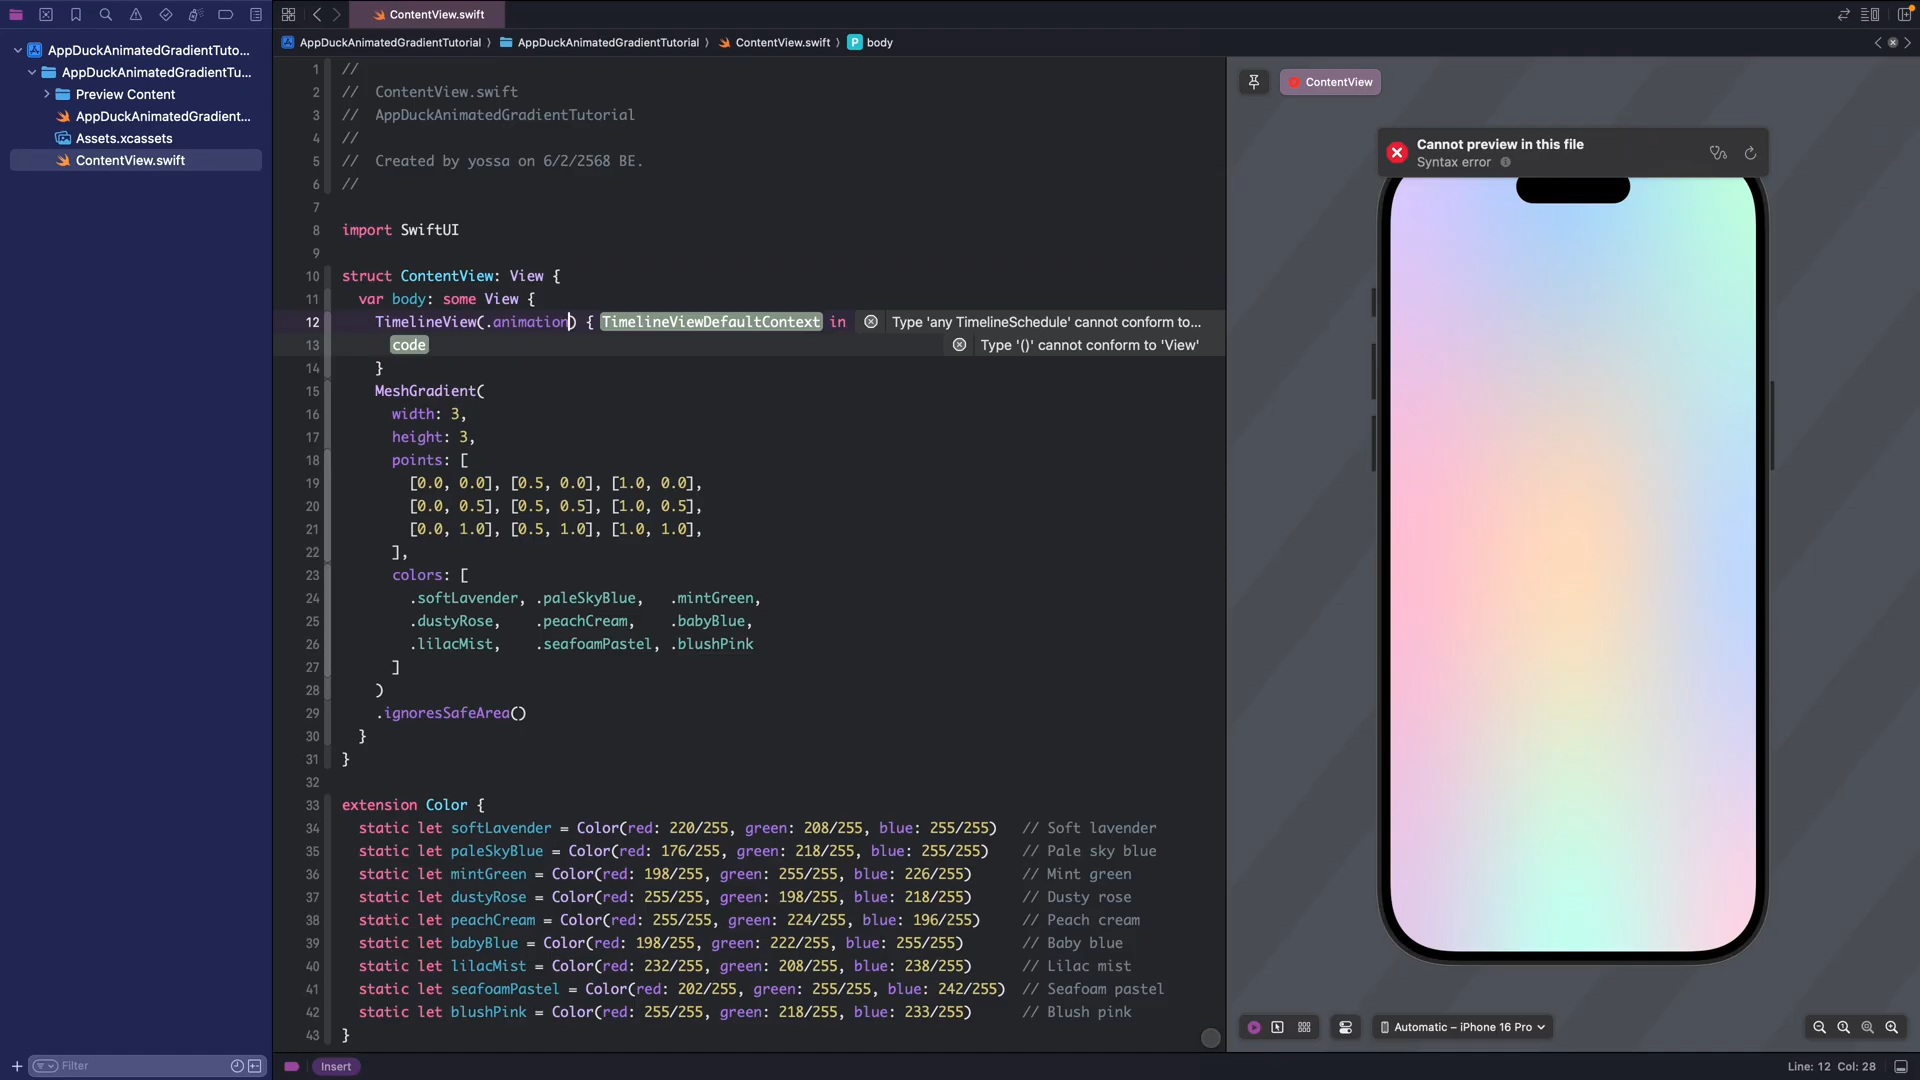 ContentView.swift
AppDuckAnimatedGradientTuto...
AppDuckAnimatedGradientTu...
Preview Content
AppDuckAnimatedGradient...
Assets.xcassets
ContentView.swift
Filter
AppDuckAnimatedGradientTutorial
AppDuckAnimatedGradientTutorial
ContentView.swift
P body
1 //
2 //  ContentView.swift
3 //  AppDuckAnimatedGradientTutorial
4 //
5 //  Created by yossa on 6/2/2568 BE.
6 //
7
8 import SwiftUI
9
10 struct ContentView: View {
11   var body: some View {
12     TimelineView(.animation) { TimelineViewDefaultContext in Type 'any TimelineSchedule' cannot conform to...
13       code Type '()' cannot conform to 'View'
14     }
15     MeshGradient(
16       width: 3,
17       height: 3,
18       points: [
19         [0.0, 0.0], [0.5, 0.0], [1.0, 0.0],
20         [0.0, 0.5], [0.5, 0.5], [1.0, 0.5],
21         [0.0, 1.0], [0.5, 1.0], [1.0, 1.0],
22       ],
23       colors: [
24         .softLavender, .paleSkyBlue,   .mintGreen,
25         .dustyRose,    .peachCream,    .babyBlue,
26         .lilacMist,    .seafoamPastel, .blushPink
27       ]
28     )
29     .ignoresSafeArea()
30   }
31 }
32
33 extension Color {
34   static let softLavender = Color(red: 220/255, green: 208/255, blue: 255/255)   // Soft lavender
35   static let paleSkyBlue = Color(red: 176/255, green: 218/255, blue: 255/255)    // Pale sky blue
36   static let mintGreen = Color(red: 198/255, green: 255/255, blue: 226/255)      // Mint green
37   static let dustyRose = Color(red: 255/255, green: 198/255, blue: 218/255)      // Dusty rose
38   static let peachCream = Color(red: 255/255, green: 224/255, blue: 196/255)     // Peach cream
39   static let babyBlue = Color(red: 198/255, green: 222/255, blue: 255/255)       // Baby blue
40   static let lilacMist = Color(red: 232/255, green: 208/255, blue: 238/255)      // Lilac mist
41   static let seafoamPastel = Color(red: 202/255, green: 255/255, blue: 242/255)  // Seafoam pastel
42   static let blushPink = Color(red: 255/255, green: 218/255, blue: 233/255)      // Blush pink
43 }
Insert
ContentView
Cannot preview in this file
Syntax error
Automatic – iPhone 16 Pro
Line: 12 Col: 28